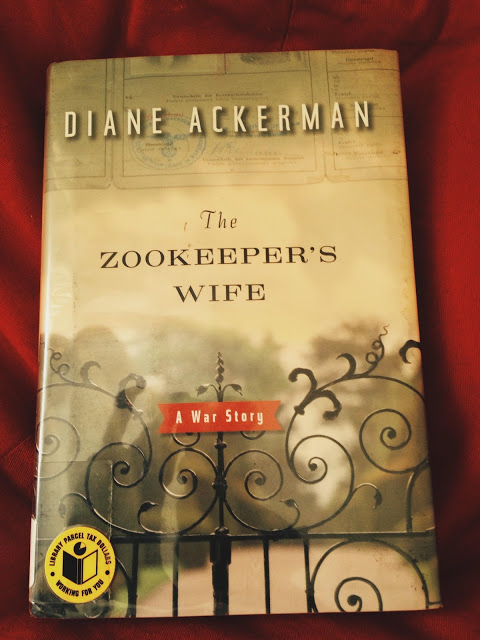 DIANE ACKERMAN
The
ZOOKEEPER'S
WIFE
A War Story
LIBRARY PARCEL TAX DOLLARS
WORKING FOR YOU